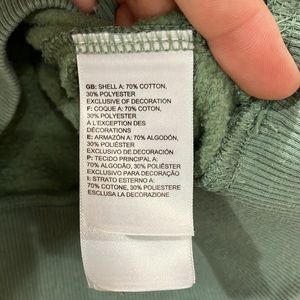 GB: SHELL A: 70% COTTON,
30% POLYESTER
EXCLUSIVE OF DECORATION
F: COQUE A: 70% COTON,
30% POLYESTER
À L'EXCEPTION DES
DÉCORATIONS
E: ARMAZÓN A: 70% ALGODÓN,
30% POLIÉSTER
EXCLUSIVO DE DECORACIÓN
P: TECIDO PRINCIPAL A:
70% ALGODÃO, 30% POLIÉSTER
EXCLUSIVO PARA DECORAÇÃO
I: STRATO ESTERNO A:
70% COTONE, 30% POLIESTERE
ESCLUSA LA DECORAZIONE